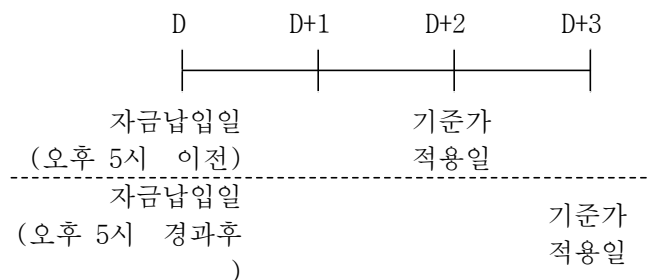 D D+1 D+2 D+3
자금납입일 기준가
(오후 5시 이전) 적용일
자금납입일
(오후 5시 경과후
)
기준가
적용일